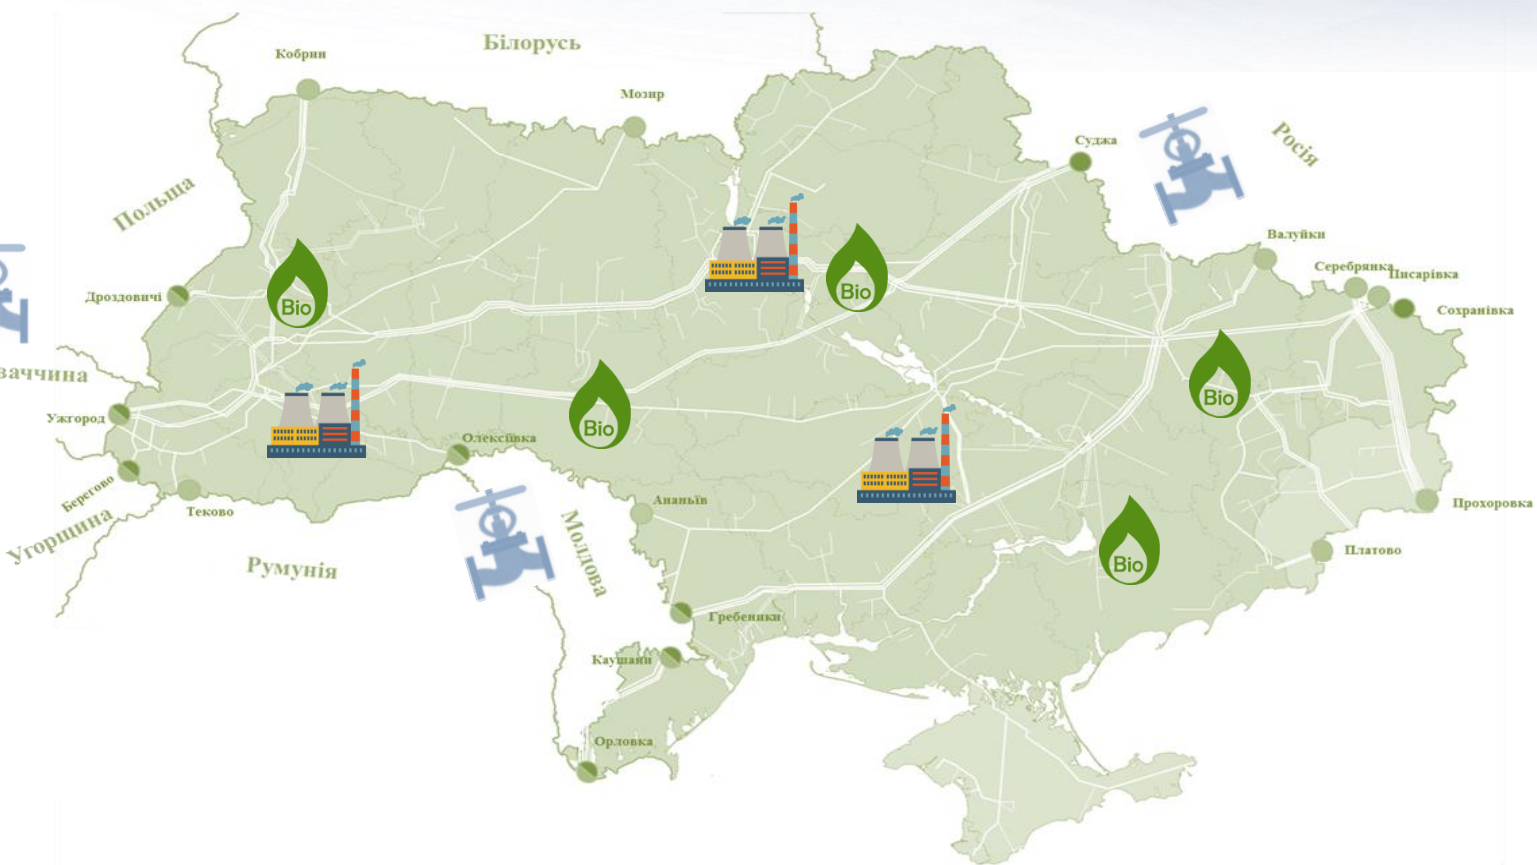 Білорусь
Кобрин
Мозир
Суджа
Росія
Польща
Валуйки
Серебрянка
Писарівка
Сохранівка
Дроздовичі
Bio
Bio
ваччина
Ужгород
Bio
Bio
Олексіївка
Берегово
Теково
Угорщина
Ананьїв
Прохоровка
Румунія
Молдова
Платово
Bio
Гребеники
Каушани
Орловка